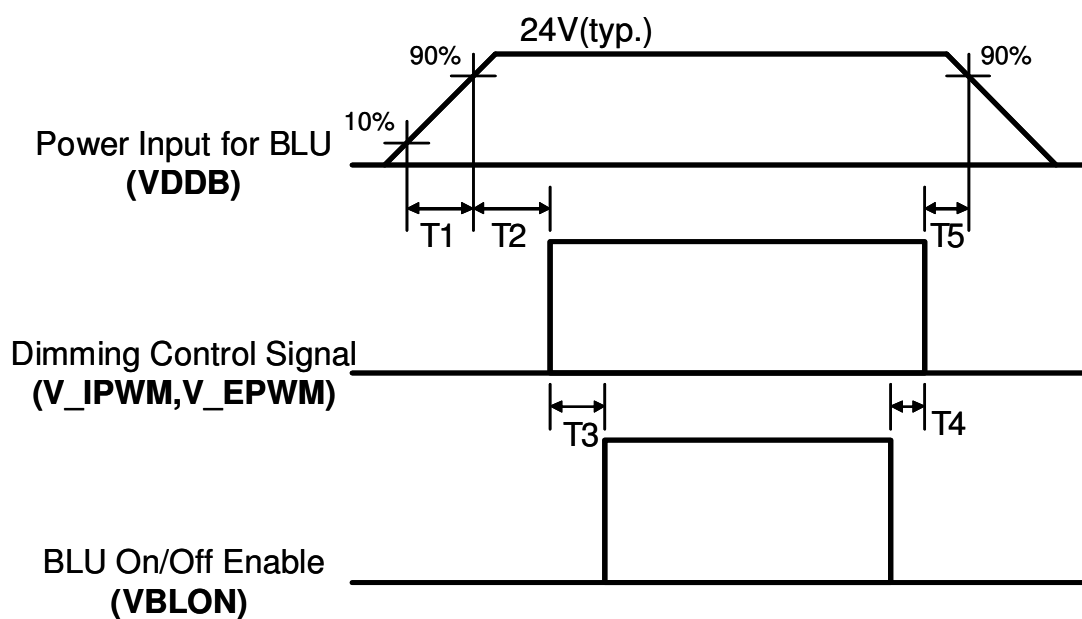 24V(typ.)
90%
90%
10%
Power Input for BLU
(VDDB)
T1
T2
T5
Dimming Control Signal
(V_IPWM,V_EPWM)
T3
T4
BLU On/Off Enable
(VBLON)